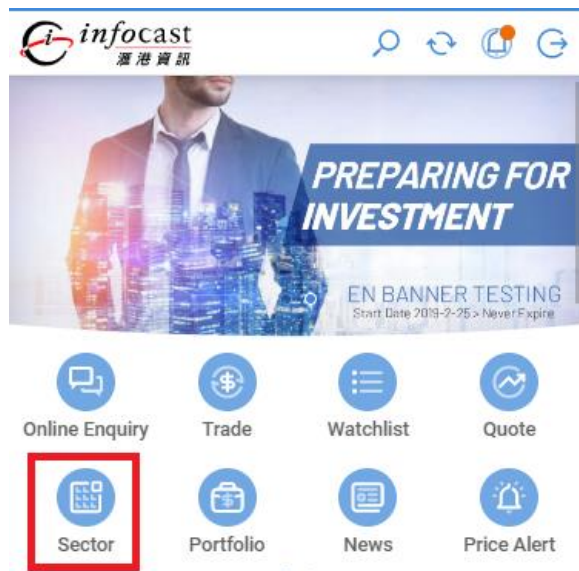 infocast
滙港資訊
PREPARING FOR
INVESTMENT
EN BANNER TESTING
Start Date 2019-2-25 > Never Expire
Online Enquiry
Trade
Watchlist
Quote
Sector
Portfolio
News
Price Alert